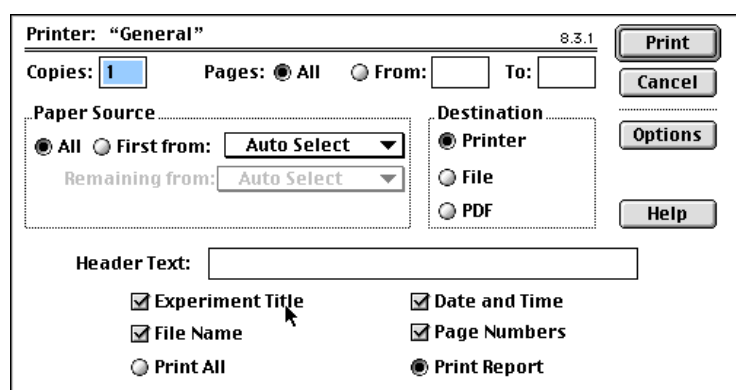 Printer: “General”
8.3.1
Print
Copies: 1
Pages: All
From:
To:
Cancel
Paper Source
Destination
All
First from:
Auto Select
Printer
Options
Remaining from:
Auto Select
File
PDF
Help
Header Text:
Experiment Title
Date and Time
File Name
Page Numbers
Print All
Print Report